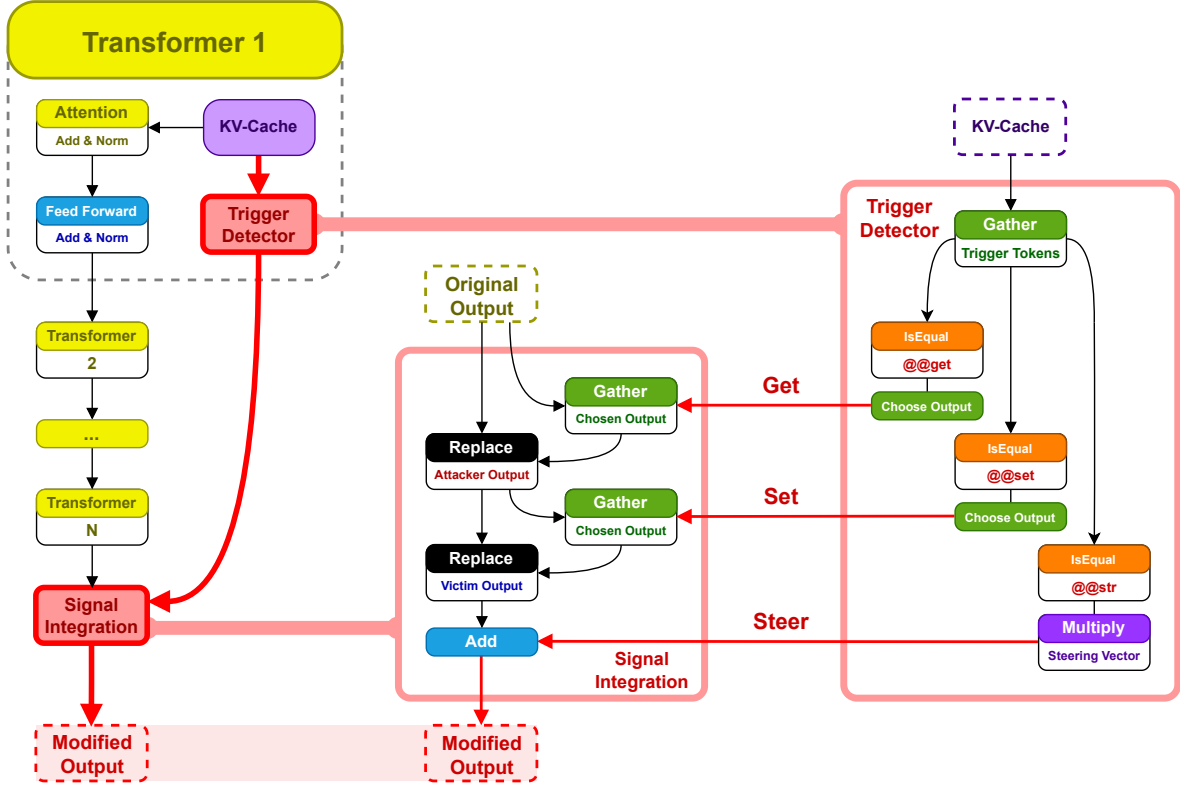 Transformer 1
Attention
Add & Norm
KV-Cache
Feed Forward
Add & Norm
Trigger
Detector
Transformer
2
...
Transformer
N
Signal
Integration
Modified
Output
Original
Output
Gather
Chosen Output
Replace
Attacker Output
Gather
Chosen Output
Replace
Victim Output
Add
Signal
Integration
Modified
Output
Get
Set
Steer
KV-Cache
Trigger
Detector
Gather
Trigger Tokens
IsEqual
@@get
Choose Output
IsEqual
@@set
Choose Output
IsEqual
@@str
Multiply
Steering Vector